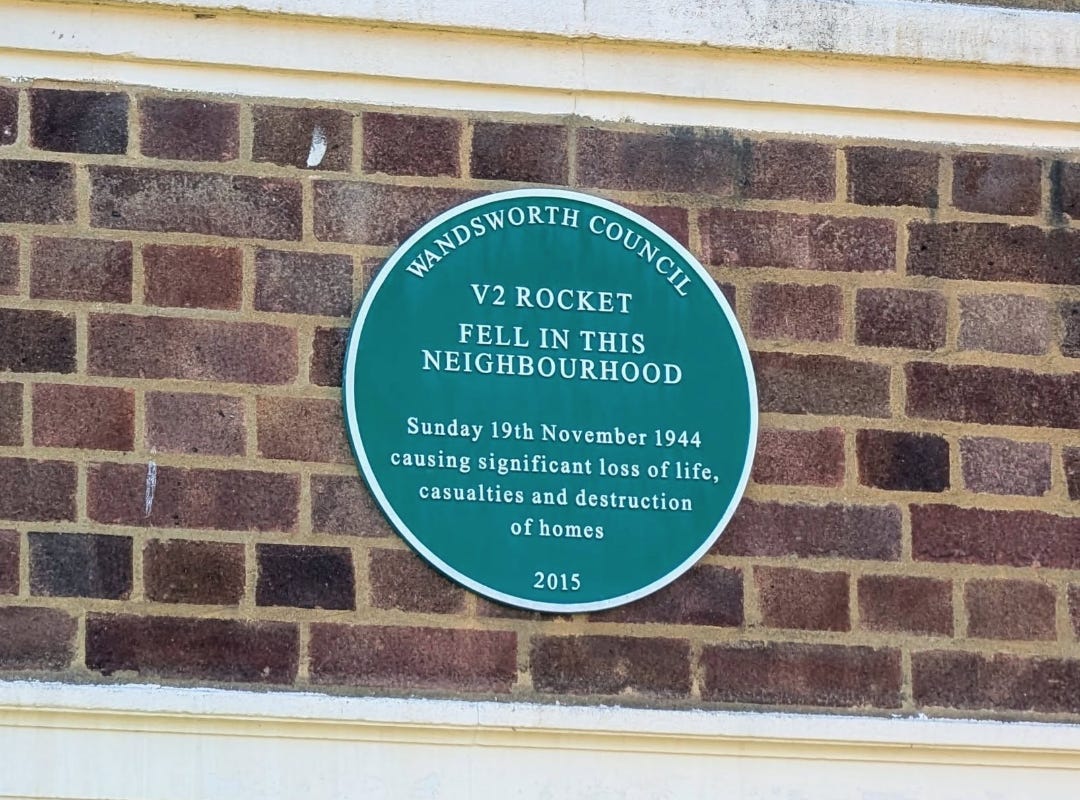 WANDSWORTH COUNCIL
V2 ROCKET
FELL IN THIS
NEIGHBOURHOOD
Sunday 19th November 1944
causing significant loss of life,
casualties and destruction
of homes
2015